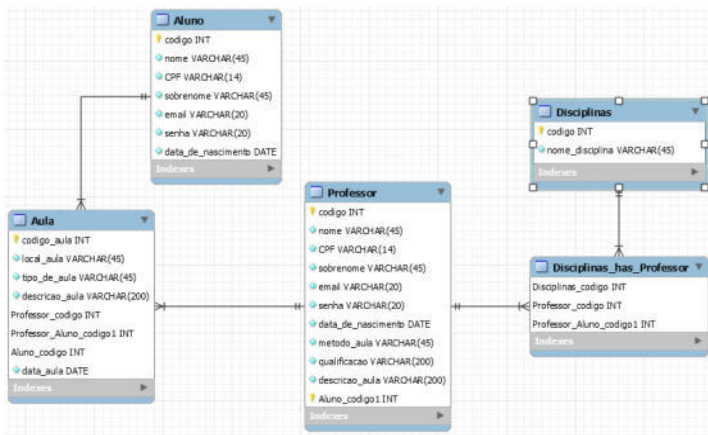 Aluno
codigo INT
nome VARCHAR(45)
CPF VARCHAR(14)
sobrenome VARCHAR(45)
email VARCHAR(20)
senha VARCHAR(20)
data_de_nascimento DATE
Indexes
Disciplinas
codigo INT
nome_disciplina VARCHAR(45)
Indexes
Aula
codigo_aula INT
local_aula VARCHAR(45)
tipo_de_aula VARCHAR(45)
descricao_aula VARCHAR(200)
Professor_codigo INT
Professor_Aluno_codigo1 INT
Aluno_codigo INT
data_aula DATE
Indexes
Professor
codigo INT
nome VARCHAR(45)
CPF VARCHAR(14)
sobrenome VARCHAR(45)
email VARCHAR(20)
senha VARCHAR(20)
data_de_nascimento DATE
metodo_aula VARCHAR(45)
qualificacao VARCHAR(200)
descricao_aula VARCHAR(200)
Aluno_codigo1 INT
Indexes
Disciplinas_has_Professor
Disciplinas_codigo INT
Professor_codigo INT
Professor_Aluno_codigo1 INT
Indexes